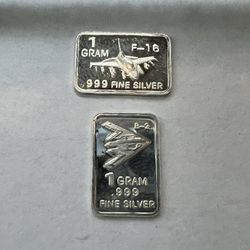 1
GRAM
F-16
.999 FINE SILVER
B-2
1 GRAM
.999
FINE SILVER